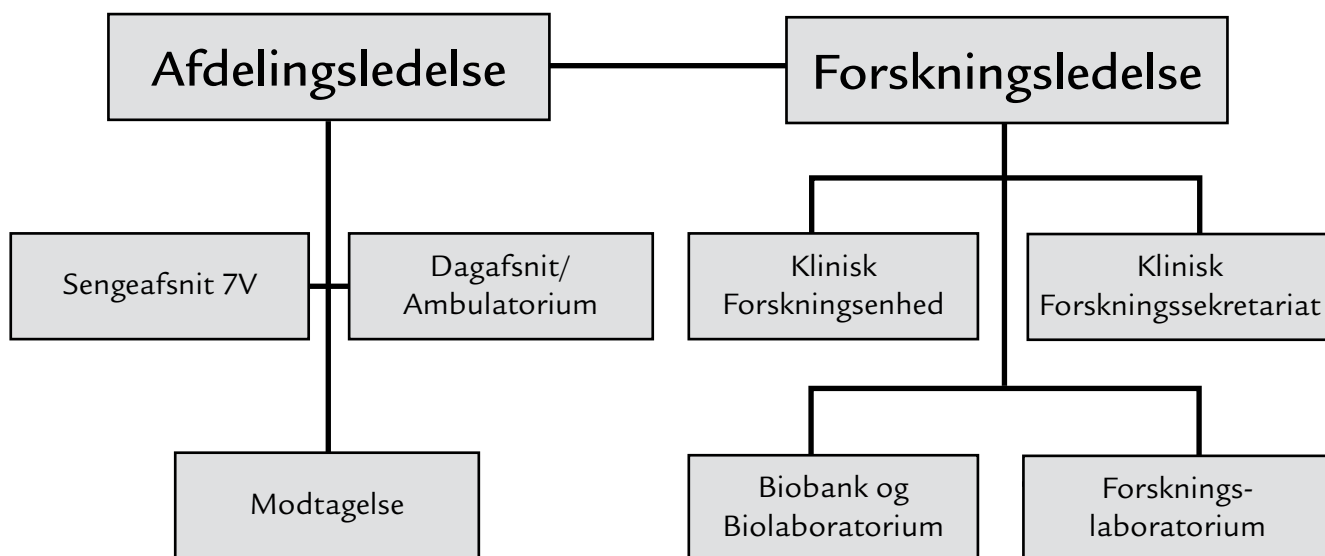 Afdelingsledelse
Forskningsledelse
Sengeafsnit 7V
Dagafsnit/
Ambulatorium
Klinisk
Forskningsenhed
Klinisk
Forskningssekretariat
Modtagelse
Biobank og
Biolaboratorium
Forsknings-
laboratorium